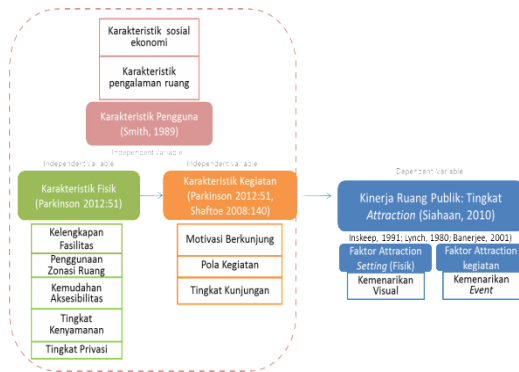 Karakteristik sosial
ekonomi
Karakteristik
pengalaman ruang
Karakteristik Pengguna
(Smith, 1989)
Independent Variable
Independent Variable
Karakteristik Fisik
(Parkinson 2012:51)
Kelengkapan
Fasilitas
Penggunaan
Zonasi Ruang
Kemudahan
Aksesibilitas
Tingkat
Kenyamanan
Tingkat Privasi
Independent Variable
Karakteristik Kegiatan
(Parkinson 2012:51,
Shaftoe 2008:140)
Motivasi Berkunjung
Pola Kegiatan
Tingkat Kunjungan
Dependant Variable
Kinerja Ruang Publik: Tingkat
Attraction (Siahaan, 2010)
Inskeep, 1991; Lynch, 1980; Banerjee, 2001)
Faktor Attraction
Setting (Fisik)
Kemenarikan
Visual
Faktor Attraction
kegiatan
Kemenarikan
Event